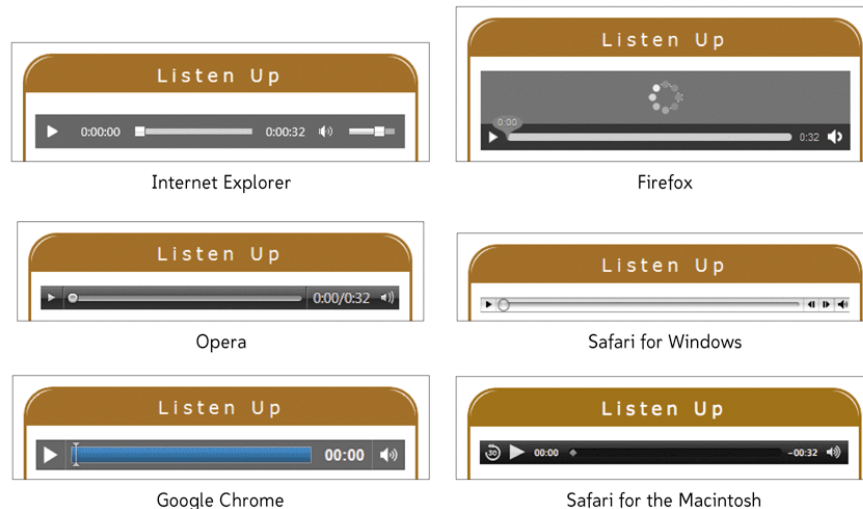 Listen Up
0:00:00 0:00:32
Internet Explorer
Listen Up
0:00
0:32
Firefox
Listen Up
0:00/0:32
Opera
Listen Up
Safari for Windows
Listen Up
00:00
Google Chrome
Listen Up
30 00:00 -00:32
Safari for the Macintosh